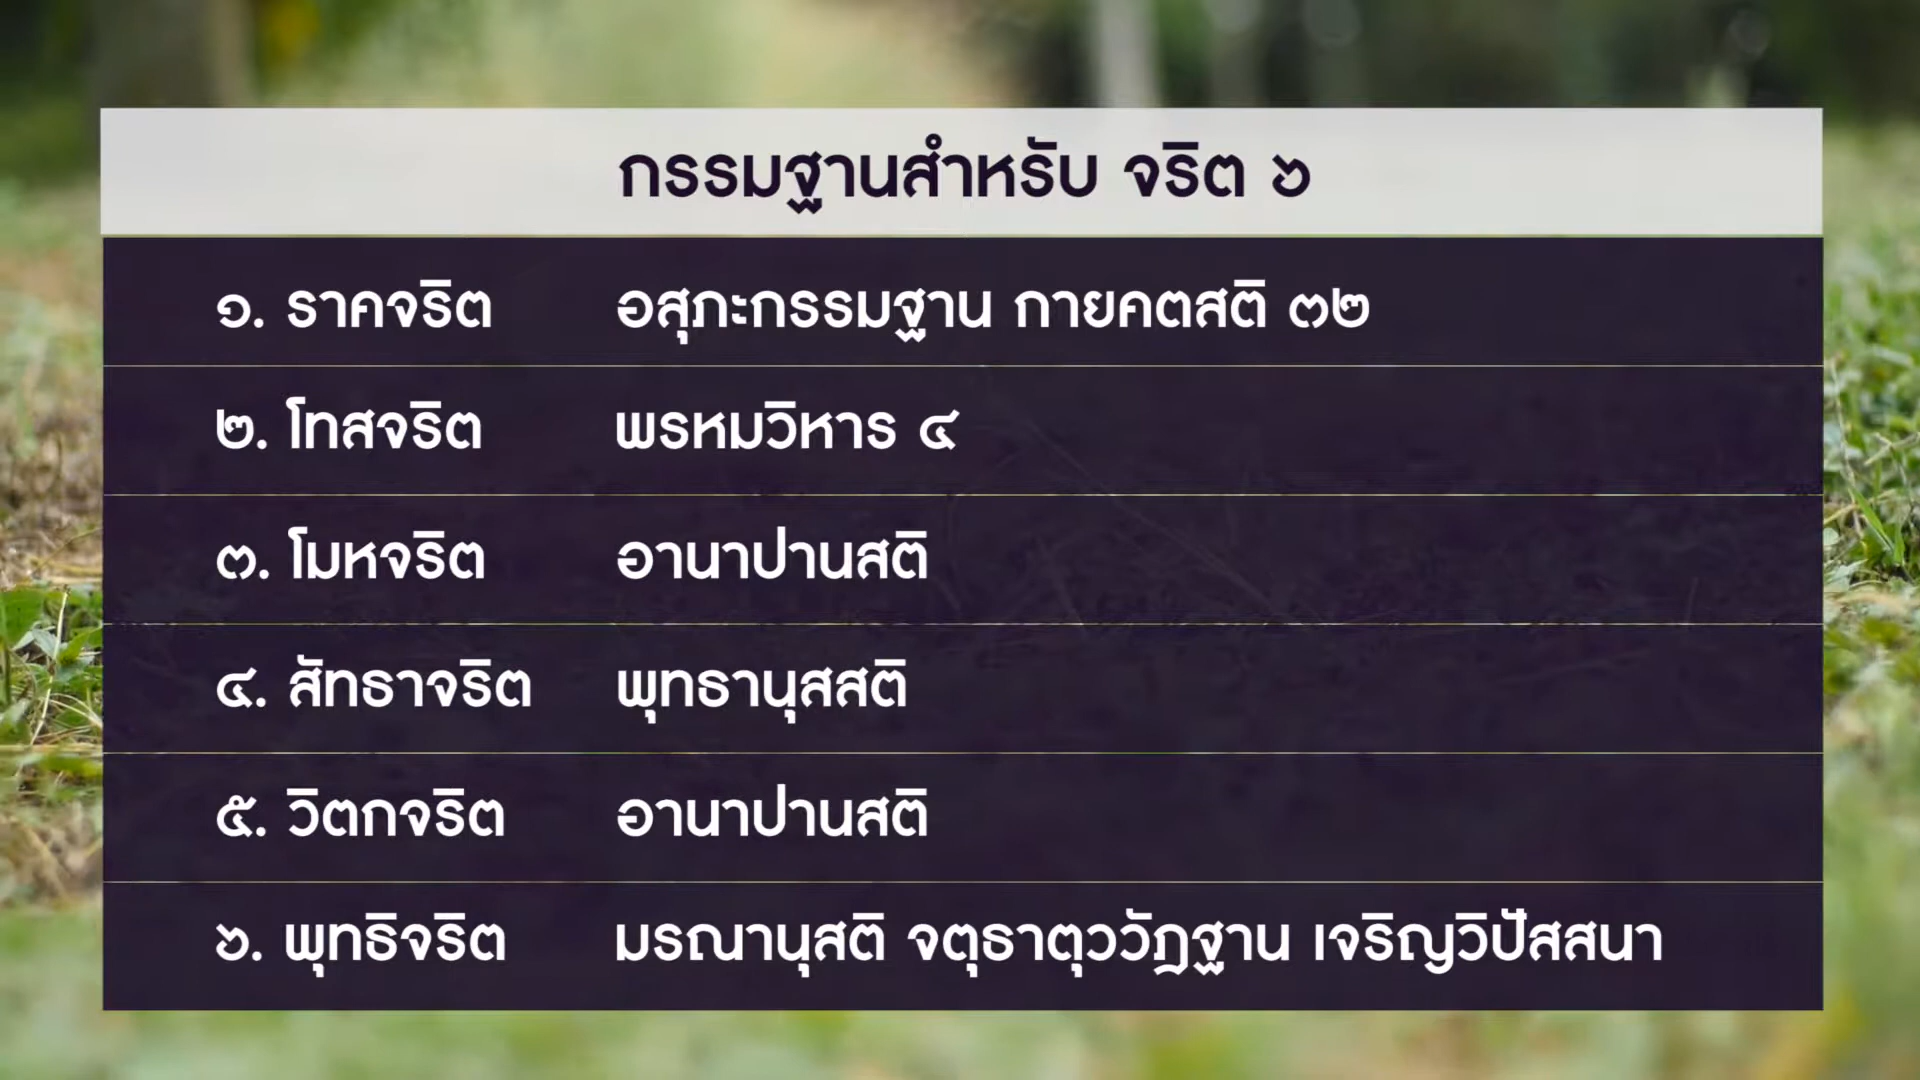 กรรมฐานสำหรับ จริต ๖
๑. ราคจริต อสุภะกรรมฐาน กายคตสติ ๓๒
๒. โทสจริต พรหมวิหาร ๔
๓. โมหจริต อานาปานสติ
๔. สัทธาจริต พุทธานุสสติ
๕. วิตกจริต อานาปานสติ
๖. พุทธิจริต มรณานุสติ จตุธาตุววัฏฐาน เจริญวิปัสสนา